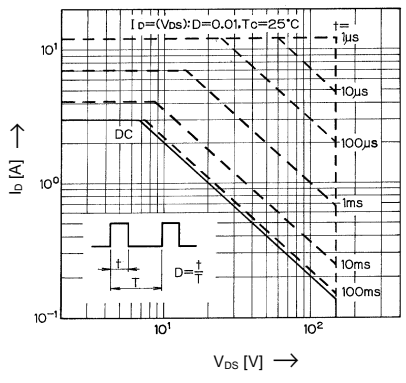 I D=(VDS):D=0.01,Tc=25°C
t=
1µs
10µs
100µs
1ms
10ms
100ms
DC
10¹
10⁰
10⁻¹
10¹
10²
ID [A]
t
T
D=t/T
VDS [V]